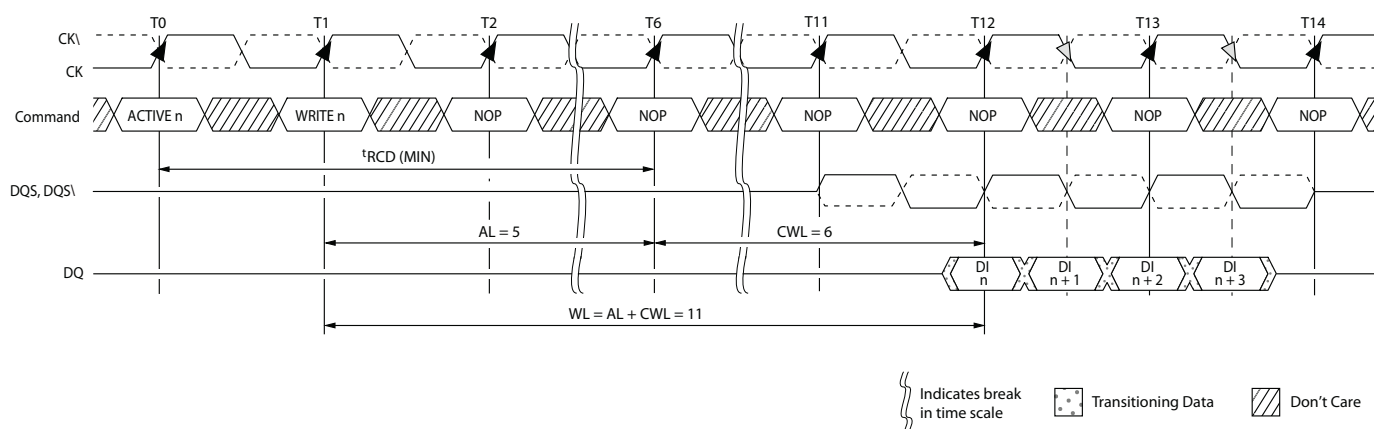 T0 T1 T2 T6 T11 T12 T13 T14
CK\
CK
Command ACTIVE n WRITE n NOP NOP NOP NOP NOP NOP
tRCD (MIN)
DQS, DQS\
AL = 5 CWL = 6
DQ DI n DI n + 1 DI n + 2 DI n + 3
WL = AL + CWL = 11
Indicates break
in time scale
Transitioning Data
Don't Care